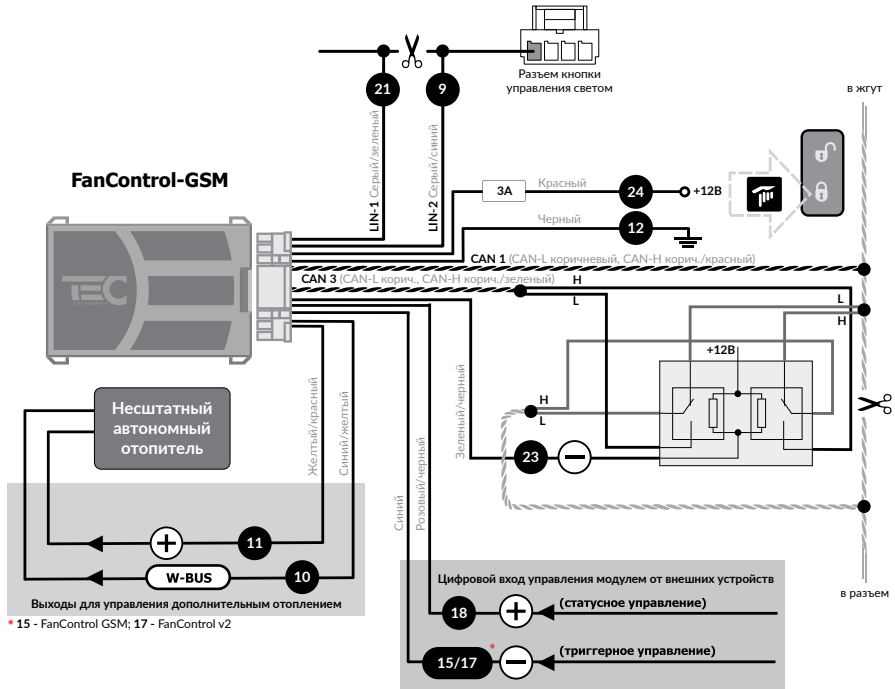 Разъем кнопки
управления светом
21
9
в жгут
LIN-1 Серый/зеленый
LIN-2 Серый/синий
FanControl-GSM
3А
Красный
24
+12В
Черный
12
CAN 1 (CAN-L коричневый, CAN-H корич./красный)
CAN 3 (CAN-L корич., CAN-H корич./зеленый)
H
L
L
H
TEC
ELECTRONICS
+12В
Несштатный
автономный
отопитель
Желтый/красный
Синий/желтый
Зеленый/черный
H
L
23
Синий
Розовый/черный
11
W-BUS
10
Выходы для управления дополнительным отоплением
* 15 - FanControl GSM; 17 - FanControl v2
Цифровой вход управления модулем от внешних устройств
в разъем
18
(статусное управление)
15/17
*
(триггерное управление)